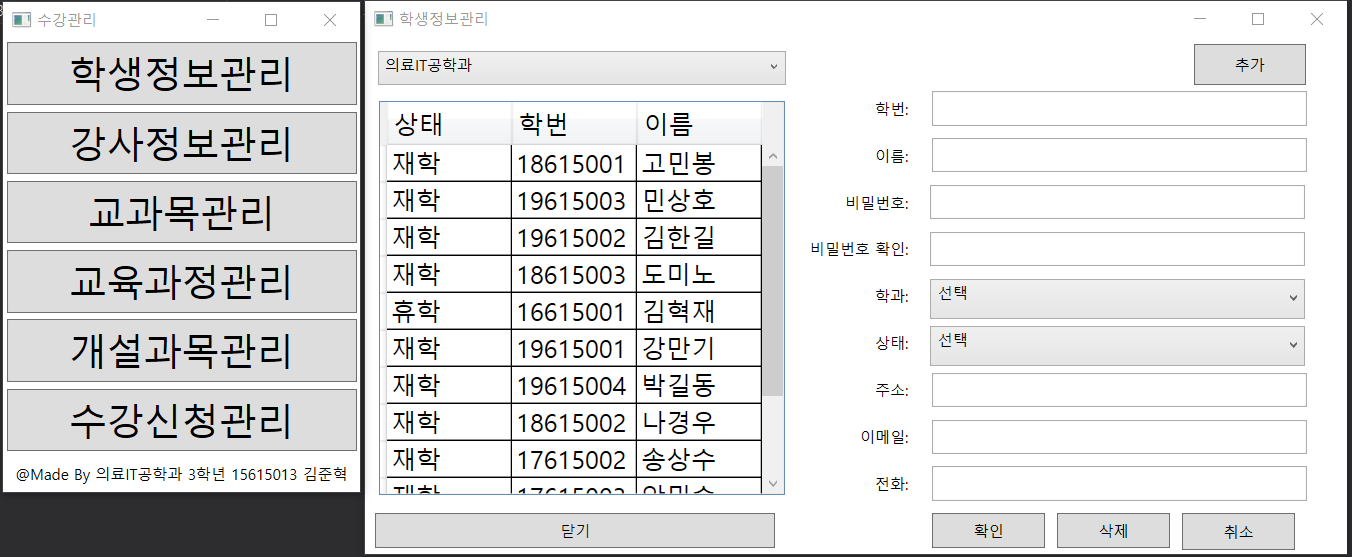 수강관리
학생정보관리
강사정보관리
교과목관리
교육과정관리
개설과목관리
수강신청관리
@Made By 의료IT공학과 3학년 15615013 김준혁
학생정보관리
의료IT공학과
추가
상태 학번 이름
재학 18615001 고민봉
재학 19615003 민상호
재학 19615002 김한길
재학 18615003 도미노
휴학 16615001 김혁재
재학 19615001 강만기
재학 19615004 박길동
재학 18615002 나경우
재학 17615002 송상수
재학
닫기
학번:
이름:
비밀번호:
비밀번호 확인:
학과: 선택
상태: 선택
주소:
이메일:
전화:
확인 삭제 취소